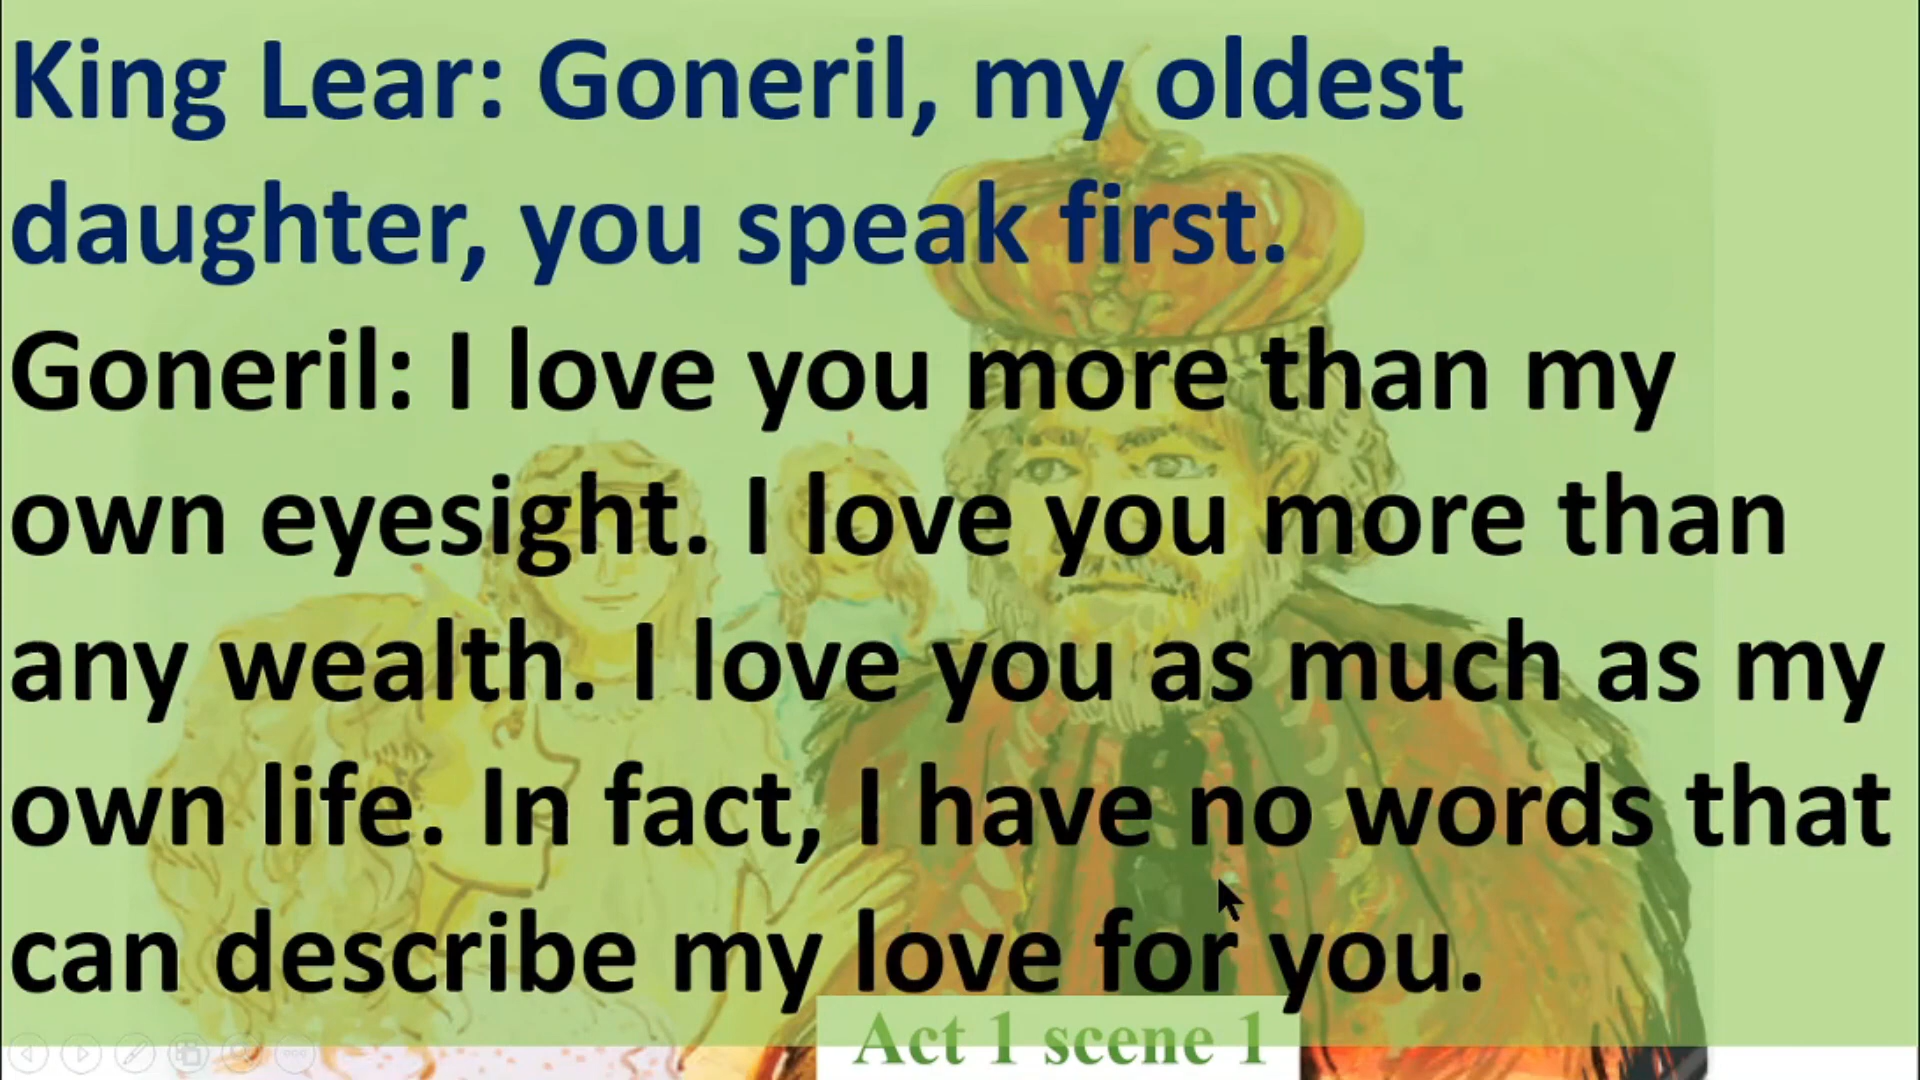 King Lear: Goneril, my oldest
daughter, you speak first.
Goneril: I love you more than my
own eyesight. I love you more than
any wealth. I love you as much as my
own life. In fact, I have no words that
can describe my love for you.
Act 1 scene 1